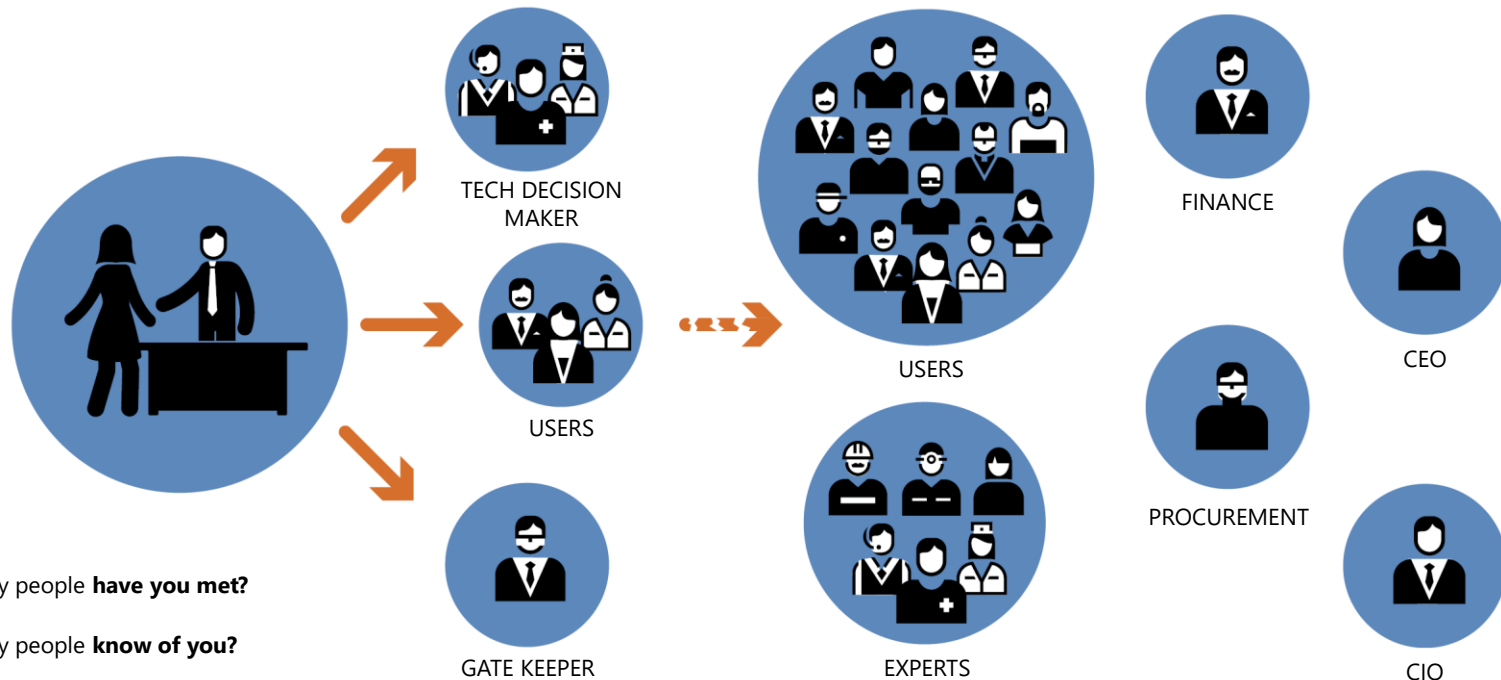 TECH DECISION
MAKER
USERS
GATE KEEPER
USERS
EXPERTS
FINANCE
PROCUREMENT
CEO
CIO
people have you met?
people know of you?